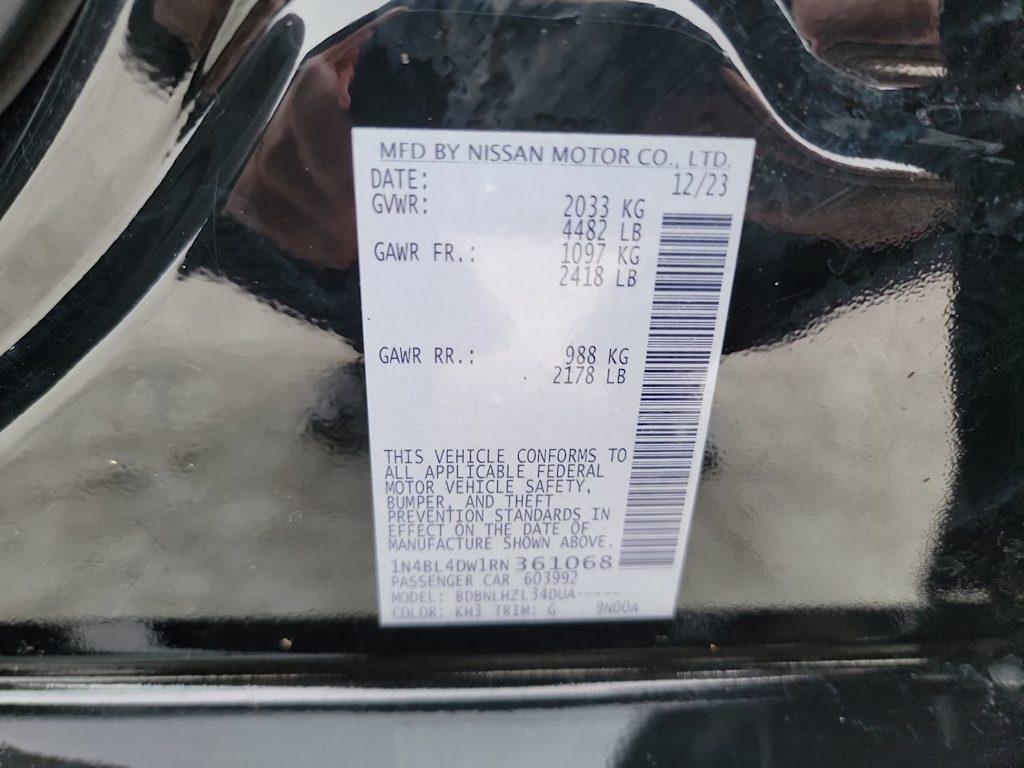 MFD BY NISSAN MOTOR CO., LTD.
DATE: 12/23
GVWR: 2033 KG
4482 LB
GAWR FR.: 1097 KG
2418 LB
GAWR RR.: 988 KG
2178 LB
THIS VEHICLE CONFORMS TO
ALL APPLICABLE FEDERAL
MOTOR VEHICLE SAFETY,
BUMPER, AND THEFT
PREVENTION STANDARDS IN
EFFECT ON THE DATE OF
MANUFACTURE SHOWN ABOVE.
1N4BL4DW1RN361068
PASSENGER CAR 603992
MODEL: BDBNLHZL34DUA-----
COLOR: KH3 TRIM: G 9N00A